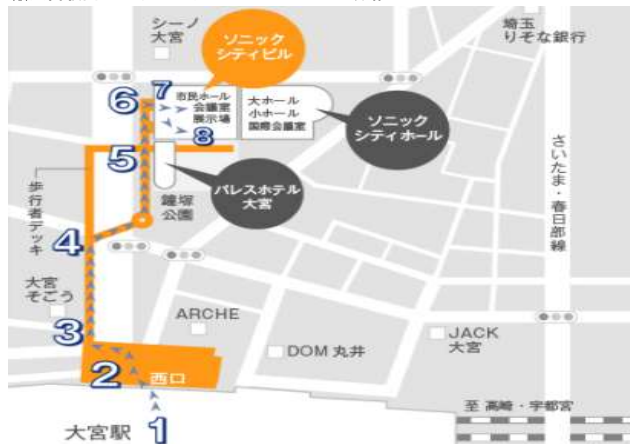 シーノ
大宮
ソニック
シティビル
埼玉
りそな銀行
7
6
市民ホール
会議室
展示場
8
大ホール
小ホール
国際会議室
ソニック
シティホール
5
パレスホテル
大宮
さいたま・春日部線
歩行者デッキ
鐘塚
公園
4
大宮
そごう
3
ARCHE
DOM 丸井
JACK
大宮
2
西口
1
大宮駅
至 高崎・宇都宮